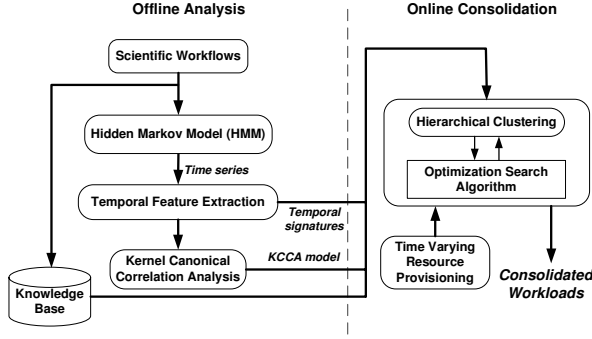 Offline Analysis
Online Consolidation
Scientific Workflows
Hidden Markov Model (HMM)
Time series
Temporal Feature Extraction
Temporal
signatures
Kernel Canonical
Correlation Analysis
KCCA model
Knowledge
Base
Hierarchical Clustering
Optimization Search
Algorithm
Time Varying
Resource
Provisioning
Consolidated
Workloads